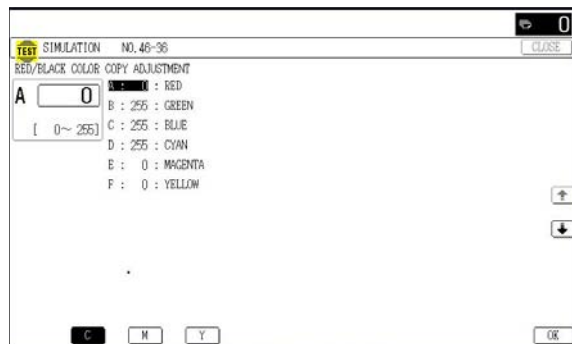 0
TEST SIMULATION NO.46-36 CLOSE
RED/BLACK COLOR COPY ADJUSTMENT
A 0
[ 0~ 255]
A : 0 : RED
B : 255 : GREEN
C : 255 : BLUE
D : 255 : CYAN
E : 0 : MAGENTA
F : 0 : YELLOW
C M Y OK